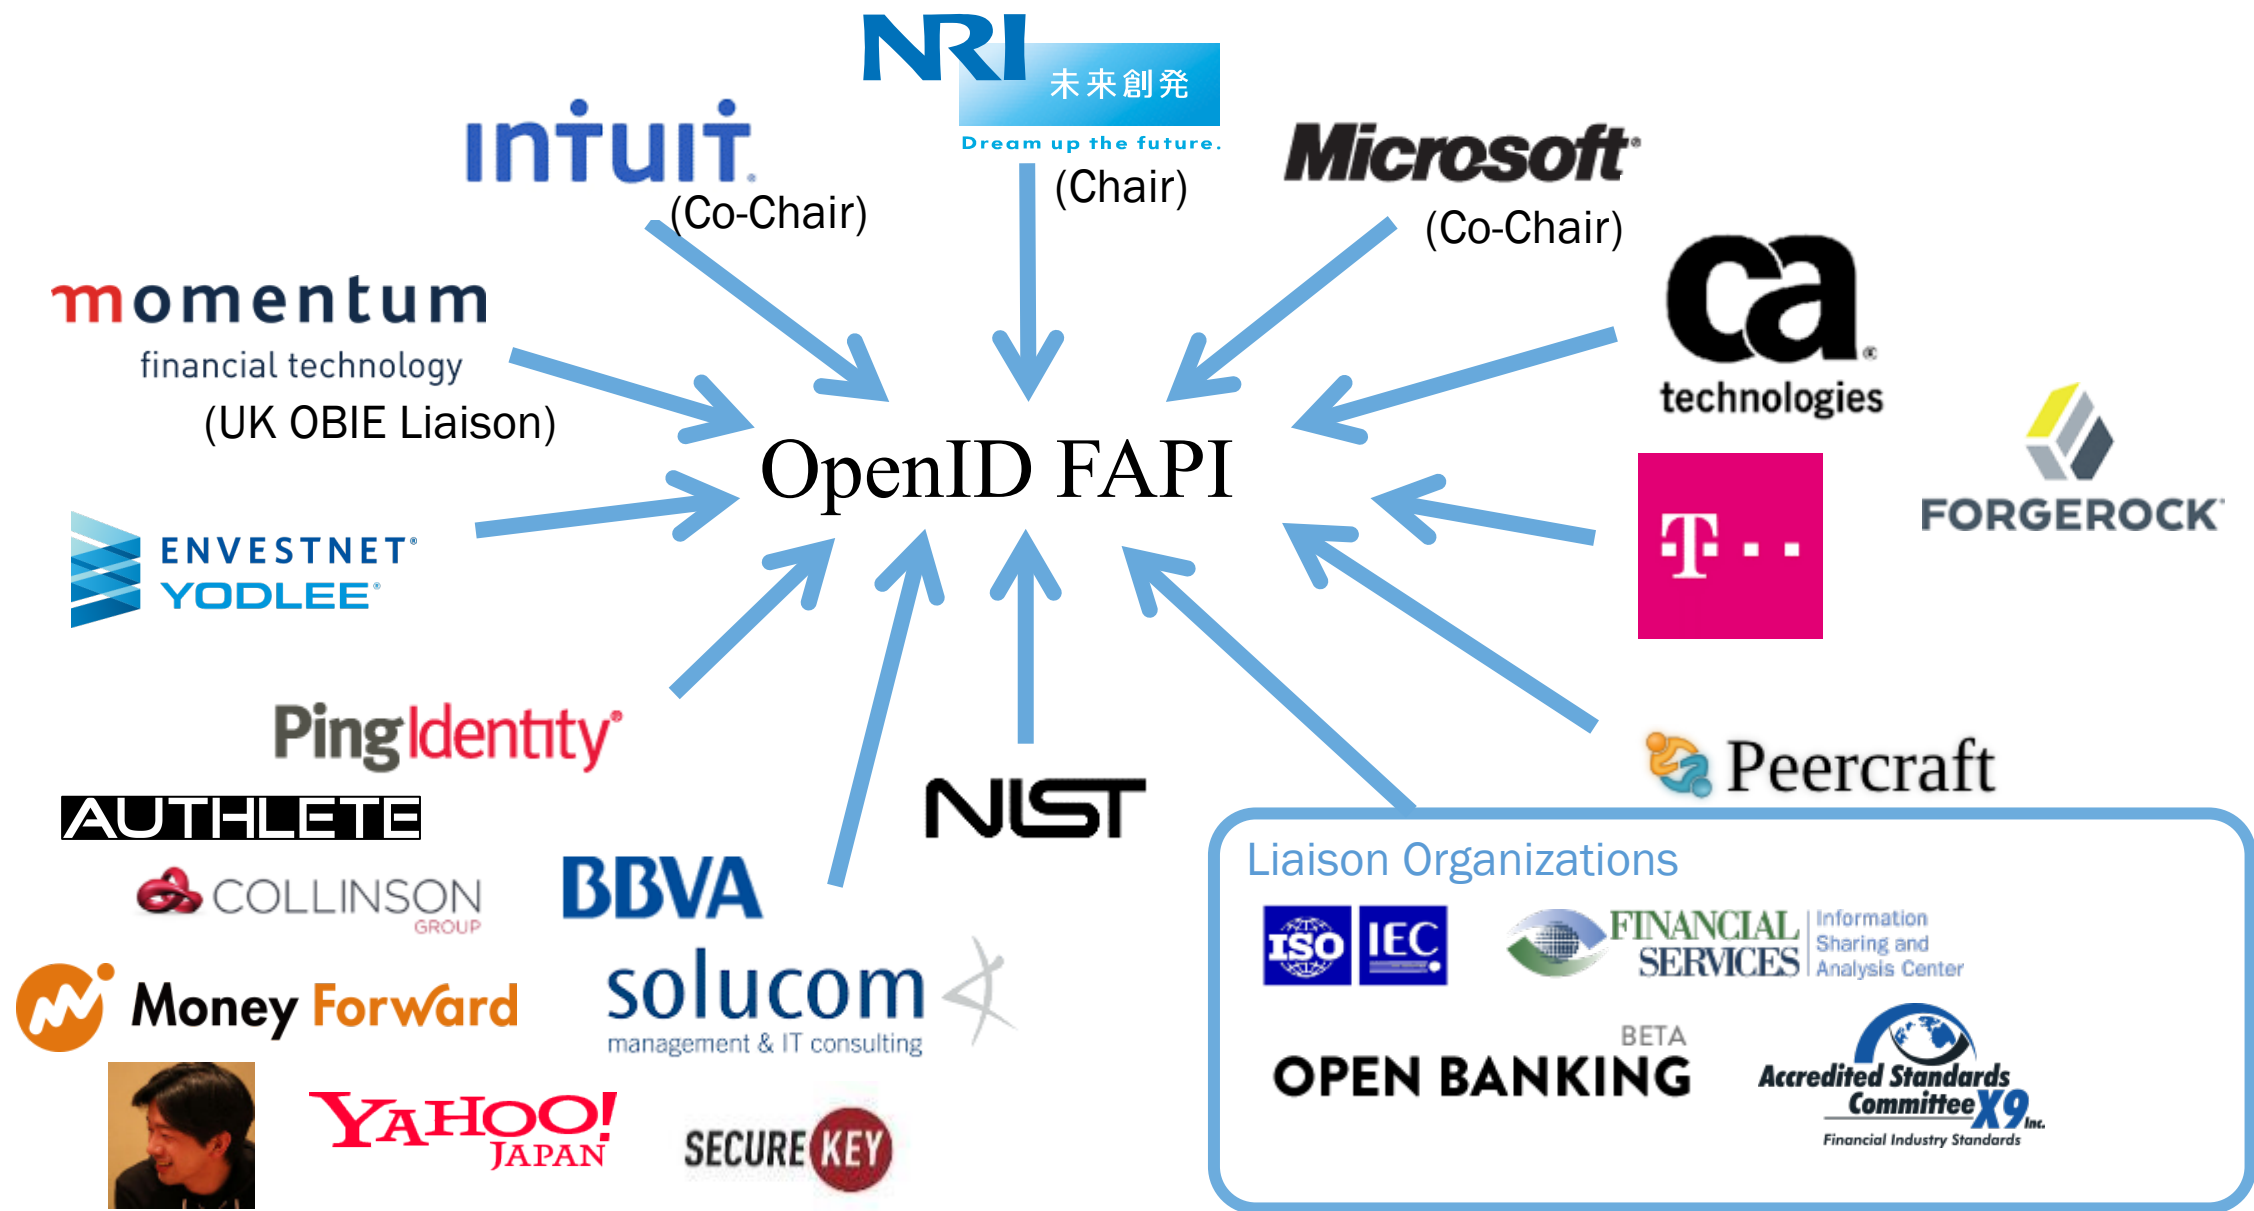 NRI
未来創発
Dream up the future.
(Chair)
intuit
(Co-Chair)
Microsoft®
(Co-Chair)
momentum
financial technology
(UK OBIE Liaison)
ca
technologies
FORGEROCK
OpenID FAPI
ENVESTNET®
YODLEE®
T
PingIdentity®
AUTHLETE
COLLINSON
GROUP
BBVA
NIST
Peercraft
Money Forward
solucom
management & IT consulting
YAHOO!
JAPAN
SECUREKEY
Liaison Organizations
ISO IEC
FINANCIAL
SERVICES
Information
Sharing and
Analysis Center
BETA
OPEN BANKING
Accredited Standards
Committee X9 Inc.
Financial Industry Standards